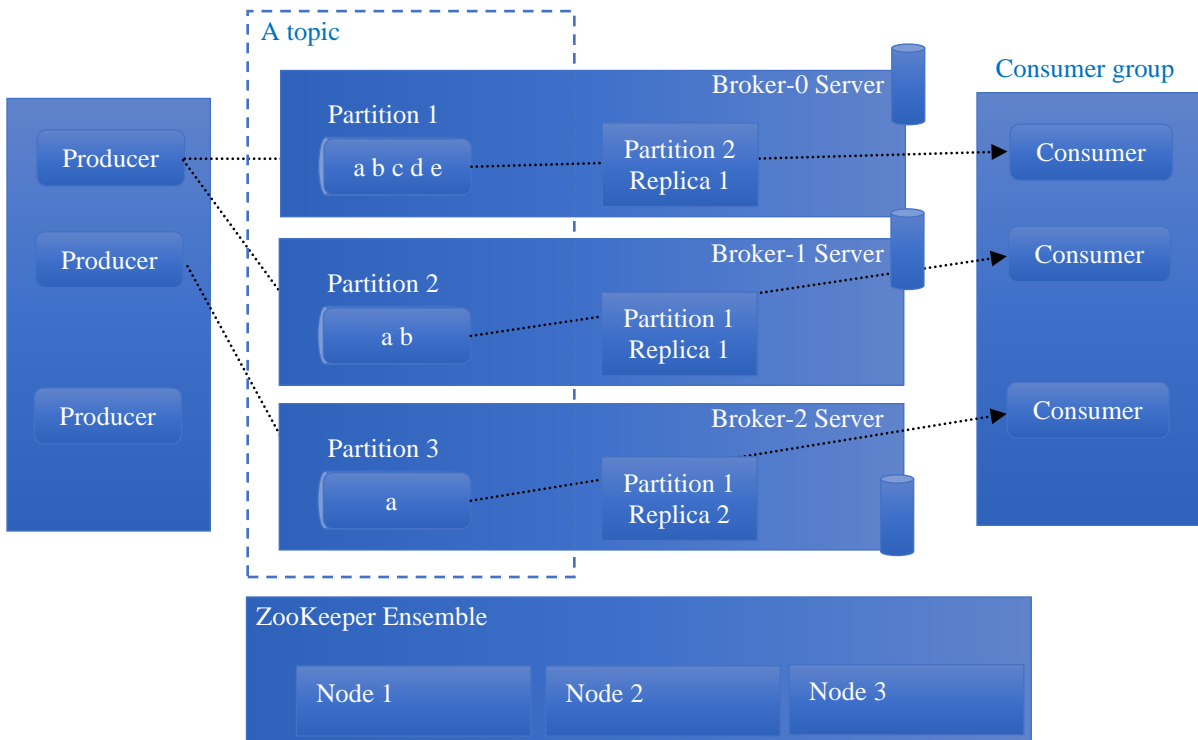 A topic
Consumer group
Broker-0 Server
Partition 1
a b c d e
Partition 2
Replica 1
Producer
Consumer
Broker-1 Server
Producer
Consumer
Partition 2
a b
Partition 1
Replica 1
Broker-2 Server
Producer
Consumer
Partition 3
a
Partition 1
Replica 2
ZooKeeper Ensemble
Node 1
Node 2
Node 3